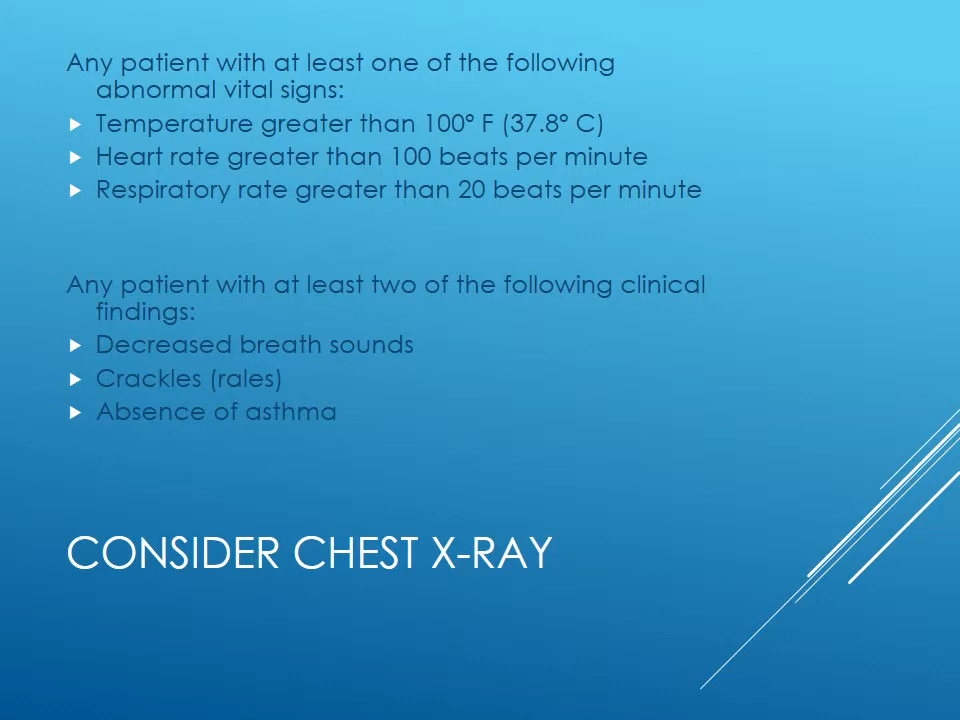 Any patient with at least one of the following
abnormal vital signs:
Temperature greater than 100º F (37.8º C)
Heart rate greater than 100 beats per minute
Respiratory rate greater than 20 beats per minute
Any patient with at least two of the following clinical
findings:
Decreased breath sounds
Crackles (rales)
Absence of asthma
CONSIDER CHEST X-RAY